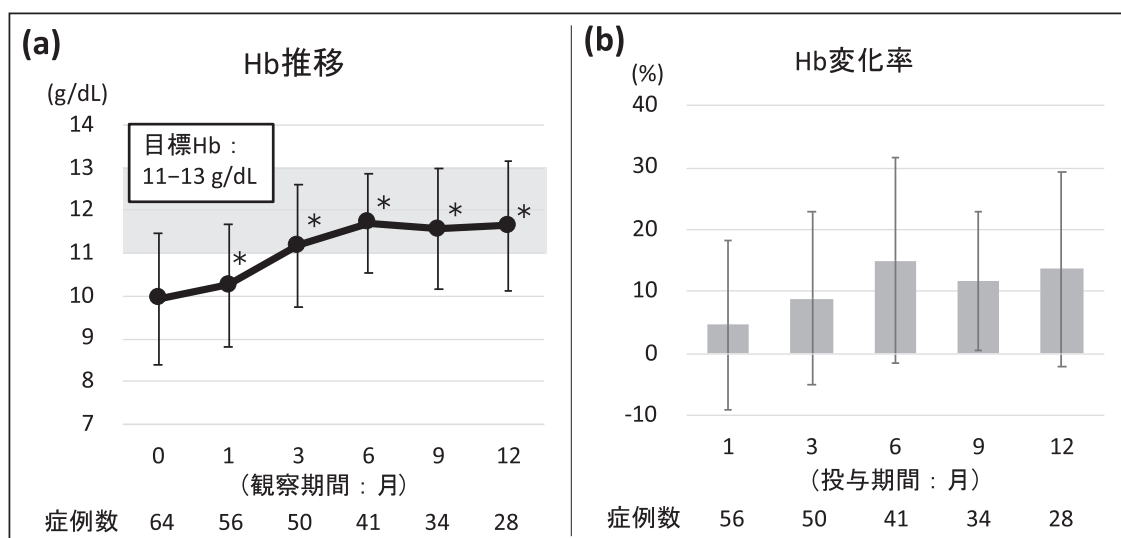 (a)
Hb推移
(g/dL)
14
13
12
11
10
9
8
7
目標Hb：
11–13 g/dL
*
*
*
*
*
0 1 3 6 9 12
（観察期間：月）
症例数 64 56 50 41 34 28
(b)
Hb変化率
(%)
40
30
20
10
0
-10
1 3 6 9 12
（投与期間：月）
症例数 56 50 41 34 28